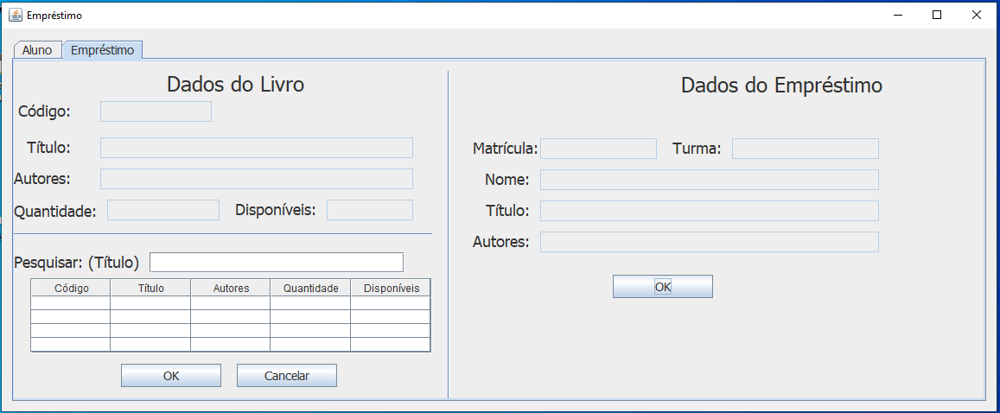 Empréstimo
Aluno Empréstimo
Dados do Livro
Código:
Título:
Autores:
Quantidade: Disponíveis:
Pesquisar: (Título)
Código Título Autores Quantidade Disponíveis
OK Cancelar
Dados do Empréstimo
Matrícula: Turma:
Nome:
Título:
Autores:
OK